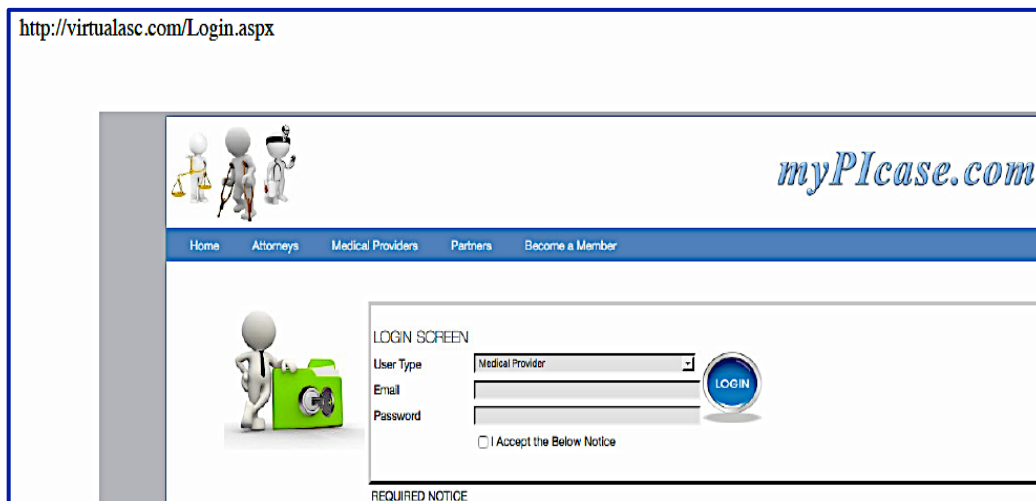 http://virtualasc.com/Login.aspx
myPIcase.com
Home Attorneys Medical Providers Partners Become a Member
LOGIN SCREEN
User Type Medical Provider
Email
LOGIN
Password
I Accept the Below Notice
REQUIRED NOTICE